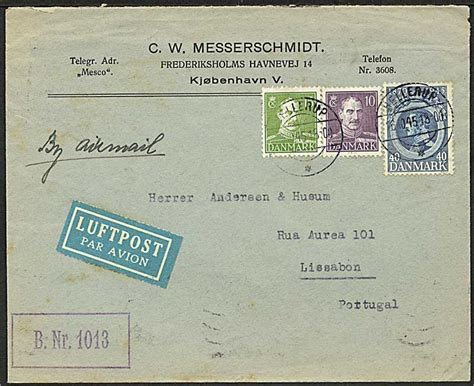 C. W. MESSERSCHMIDT.
Telegr. Adr.
„Mesco".
FREDERIKSHOLMS HAVNEVEJ 14
Kjøbenhavn V.
Telefon
Nr. 3608.
By airmail
10
DANMARK
DANMARK
40 40
DANMARK
LUFTPOST
PAR AVION
Herrer Andersen & Husum
Rua Aurea 101
Lissabon
Portugal
B. Nr. 1013